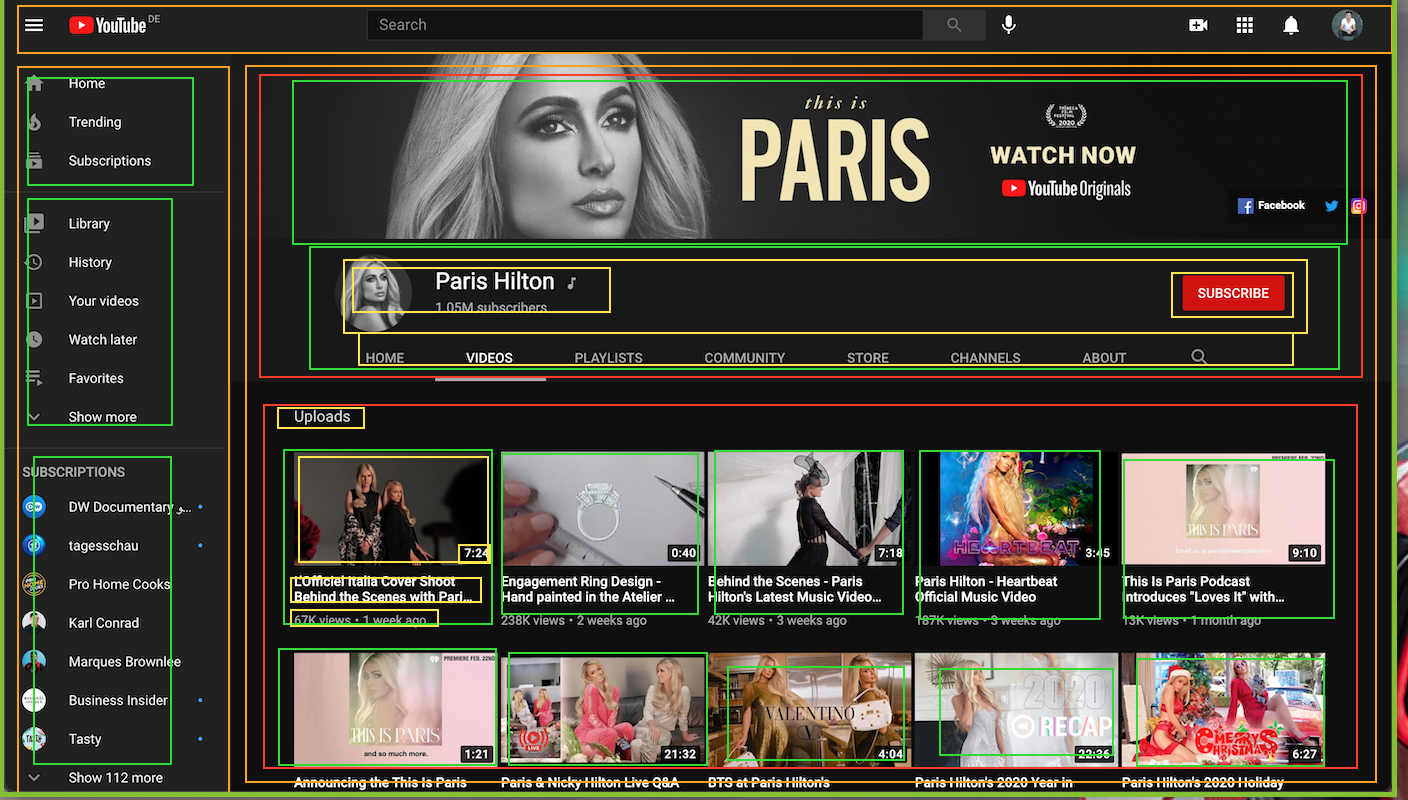 YouTube DE
Search
Home
Trending
Subscriptions
Library
History
Your videos
Watch later
Favorites
Show more
SUBSCRIPTIONS
DW Documentary و...
tagesschau
Pro Home Cooks
Karl Conrad
Marques Brownlee
Business Insider
Tasty
Show 112 more
this is
PARIS
TRIBECA FILM FESTIVAL 2020
WATCH NOW
YouTube Originals
Facebook
Paris Hilton
1.05M subscribers
SUBSCRIBE
HOME VIDEOS PLAYLISTS COMMUNITY STORE CHANNELS ABOUT
Uploads
7:24
L'Officiel Italia Cover Shoot
Behind the Scenes with Pari...
67K views • 1 week ago
0:40
Engagement Ring Design -
Hand painted in the Atelier ...
238K views • 2 weeks ago
7:18
Behind the Scenes - Paris
Hilton's Latest Music Video...
42K views • 3 weeks ago
HEARTBEAT
3:45
Paris Hilton - Heartbeat
Official Music Video
187K views • 3 weeks ago
PREMIERE FEB. 22ND
THIS IS PARIS
9:10
This Is Paris Podcast
Introduces "Loves It" with...
13K views • 1 month ago
PREMIERE FEB. 22ND
THIS IS PARIS
and so much more.
1:21
Announcing the This Is Paris
LIVE
21:32
Paris & Nicky Hilton Live Q&A
VALENTINO
V
4:04
BTS at Paris Hilton's
2020
RECAP
22:36
Paris Hilton's 2020 Year in
MERRY
CHRISTMAS
6:27
Paris Hilton's 2020 Holiday